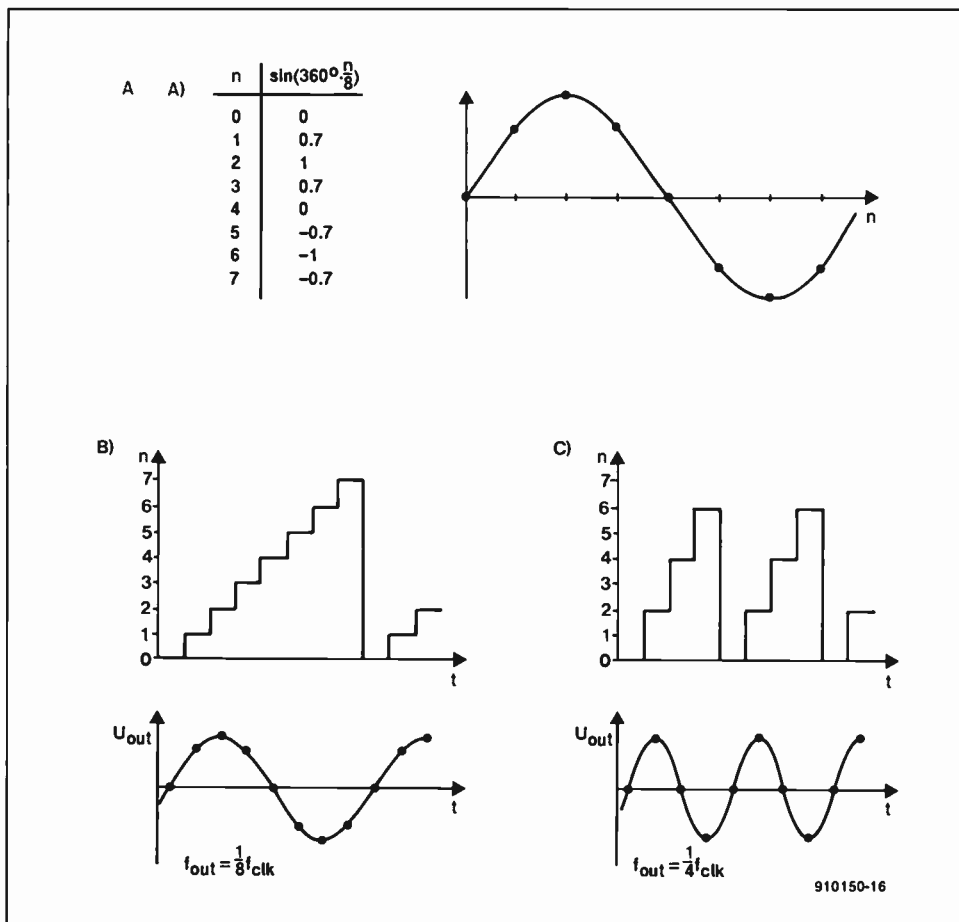 A A) n sin(360°·n/8)
0 0
1 0.7
2 1
3 0.7
4 0
5 –0.7
6 –1
7 –0.7
n
B)
n
7
6
5
4
3
2
1
0
t
U_out
t
f_out = 1/8 f_clk
C)
n
7
6
5
4
3
2
1
0
t
U_out
t
f_out = 1/4 f_clk
910150-16